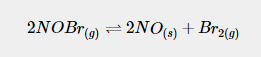 2NOBr(g) ⇌ 2NO(s) + Br2(g)